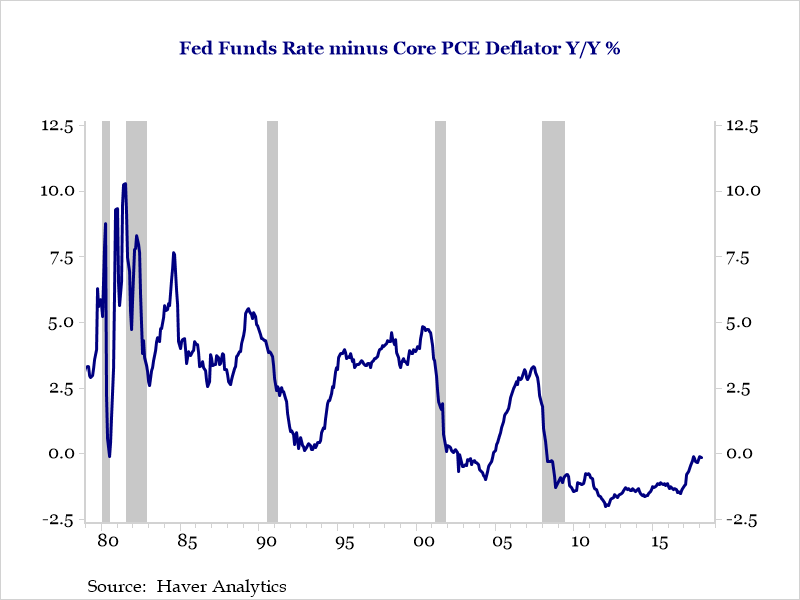 Fed Funds Rate minus Core PCE Deflator Y/Y %
12.5 12.5
10.0 10.0
7.5 7.5
5.0 5.0
2.5 2.5
0.0 0.0
-2.5 -2.5
80 85 90 95 00 05 10 15
Source: Haver Analytics